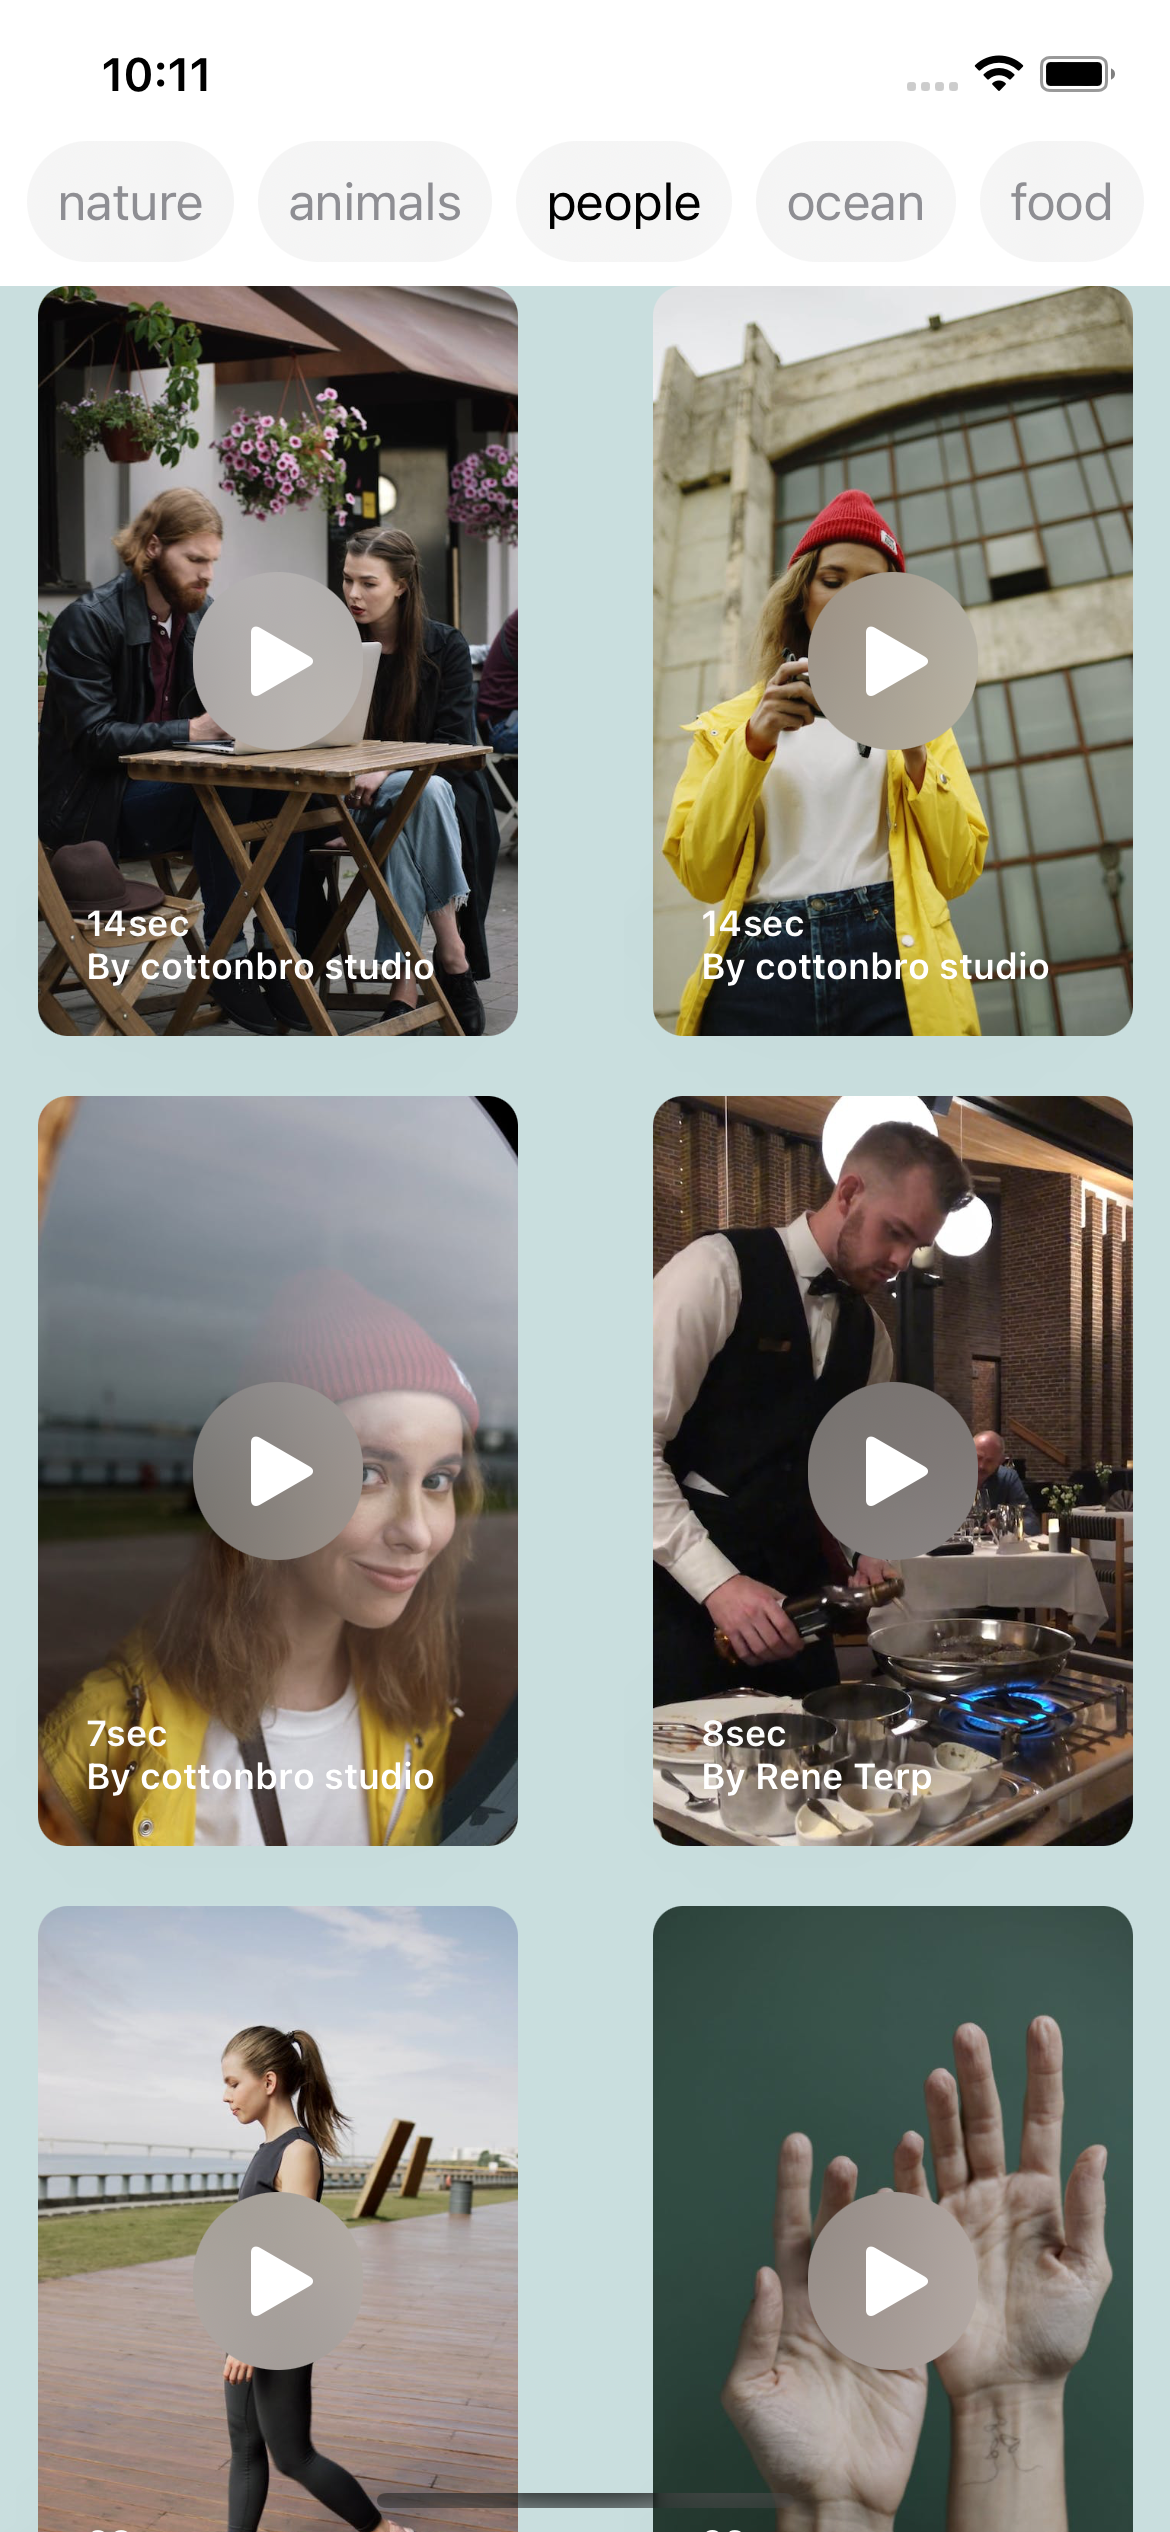 10:11
nature
animals
people
ocean
food
14sec
By cottonbro studio
14sec
By cottonbro studio
7sec
By cottonbro studio
8sec
By Rene Terp